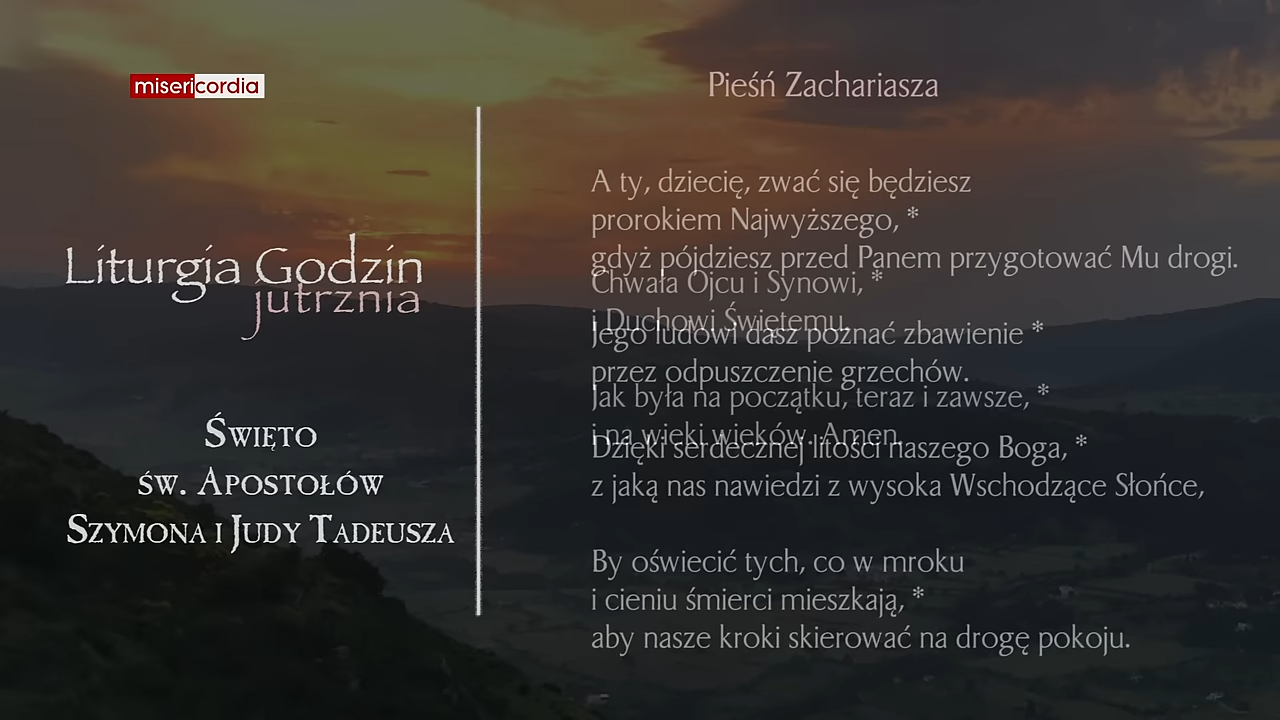 misericordia
Liturgia Godzin
jutrznia
Święto
św. Apostołów
Szymona i Judy Tadeusza
Pieśń Zachariasza
A ty, dziecię, zwać się będziesz
prorokiem Najwyższego, *
gdyż pójdziesz przed Panem przygotować Mu drogi.
Chwała Ojcu i Synowi, *
i Duchowi Świętemu.
Jego ludowi dasz poznać zbawienie *
przez odpuszczenie grzechów.
Jak była na początku, teraz i zawsze, *
i na wieki wieków. Amen.
Dzięki serdecznej litości naszego Boga, *
z jaką nas nawiedzi z wysoka Wschodzące Słońce,
By oświecić tych, co w mroku
i cieniu śmierci mieszkają, *
aby nasze kroki skierować na drogę pokoju.